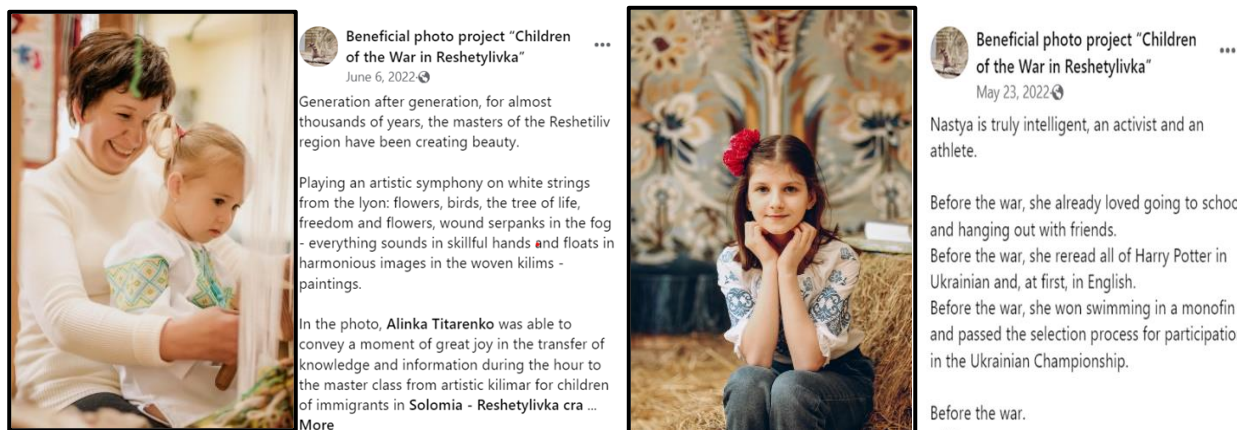 Beneficial photo project “Children
of the War in Reshetylivka”
June 6, 2022
Generation after generation, for almost
thousands of years, the masters of the Reshetiliv
region have been creating beauty.
Playing an artistic symphony on white strings
from the lyon: flowers, birds, the tree of life,
freedom and flowers, wound serpanks in the fog
- everything sounds in skillful hands and floats in
harmonious images in the woven kilims -
paintings.
In the photo, Alinka Titarenko was able to
convey a moment of great joy in the transfer of
knowledge and information during the hour to
the master class from artistic kilimar for children
of immigrants in Solomia - Reshetylivka cra ...
More
Beneficial photo project “Children
of the War in Reshetylivka”
May 23, 2022
Nastya is truly intelligent, an activist and an
athlete.
Before the war, she already loved going to schoo
and hanging out with friends.
Before the war, she reread all of Harry Potter in
Ukrainian and, at first, in English.
Before the war, she won swimming in a monofin
and passed the selection process for participatio
in the Ukrainian Championship.
Before the war.